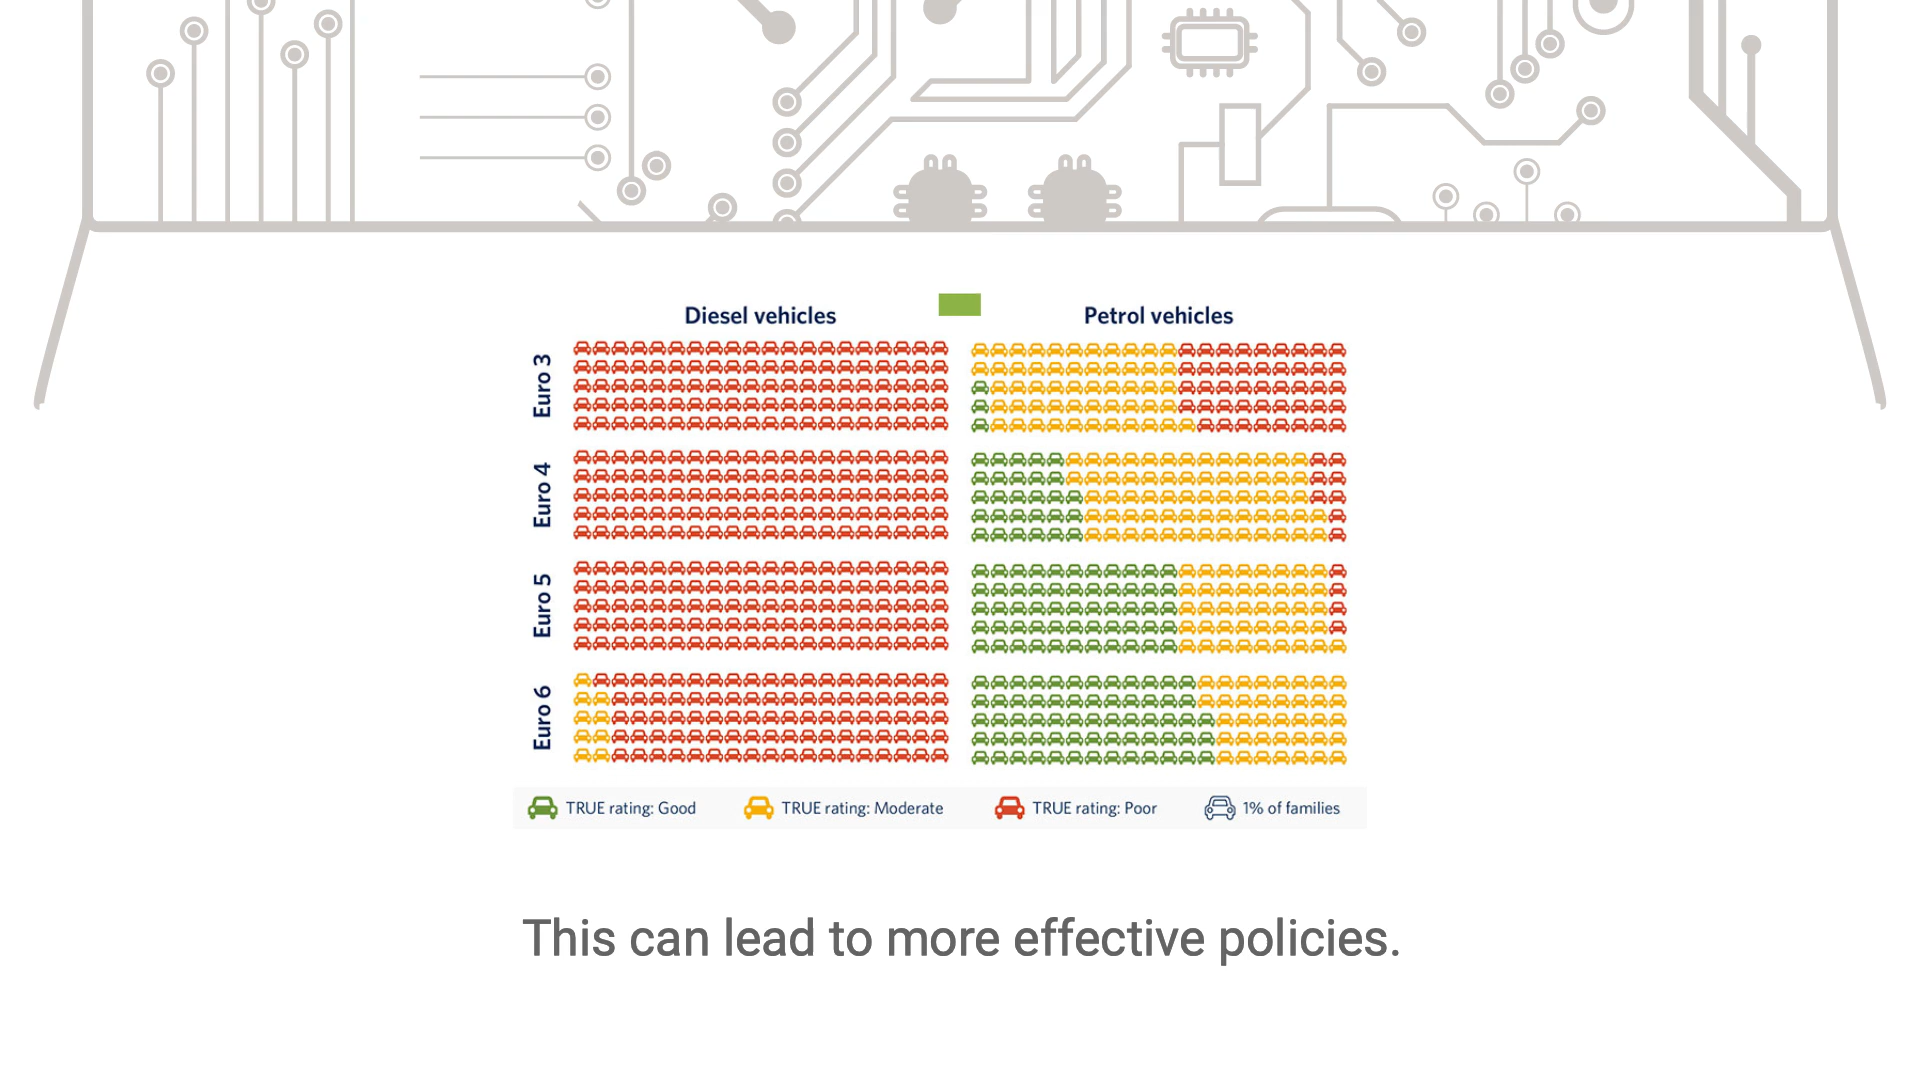 Diesel vehicles
Petrol vehicles
Euro 3
Euro 4
Euro 5
Euro 6
TRUE rating: Good
TRUE rating: Moderate
TRUE rating: Poor
1% of families
This can lead to more effective policies.